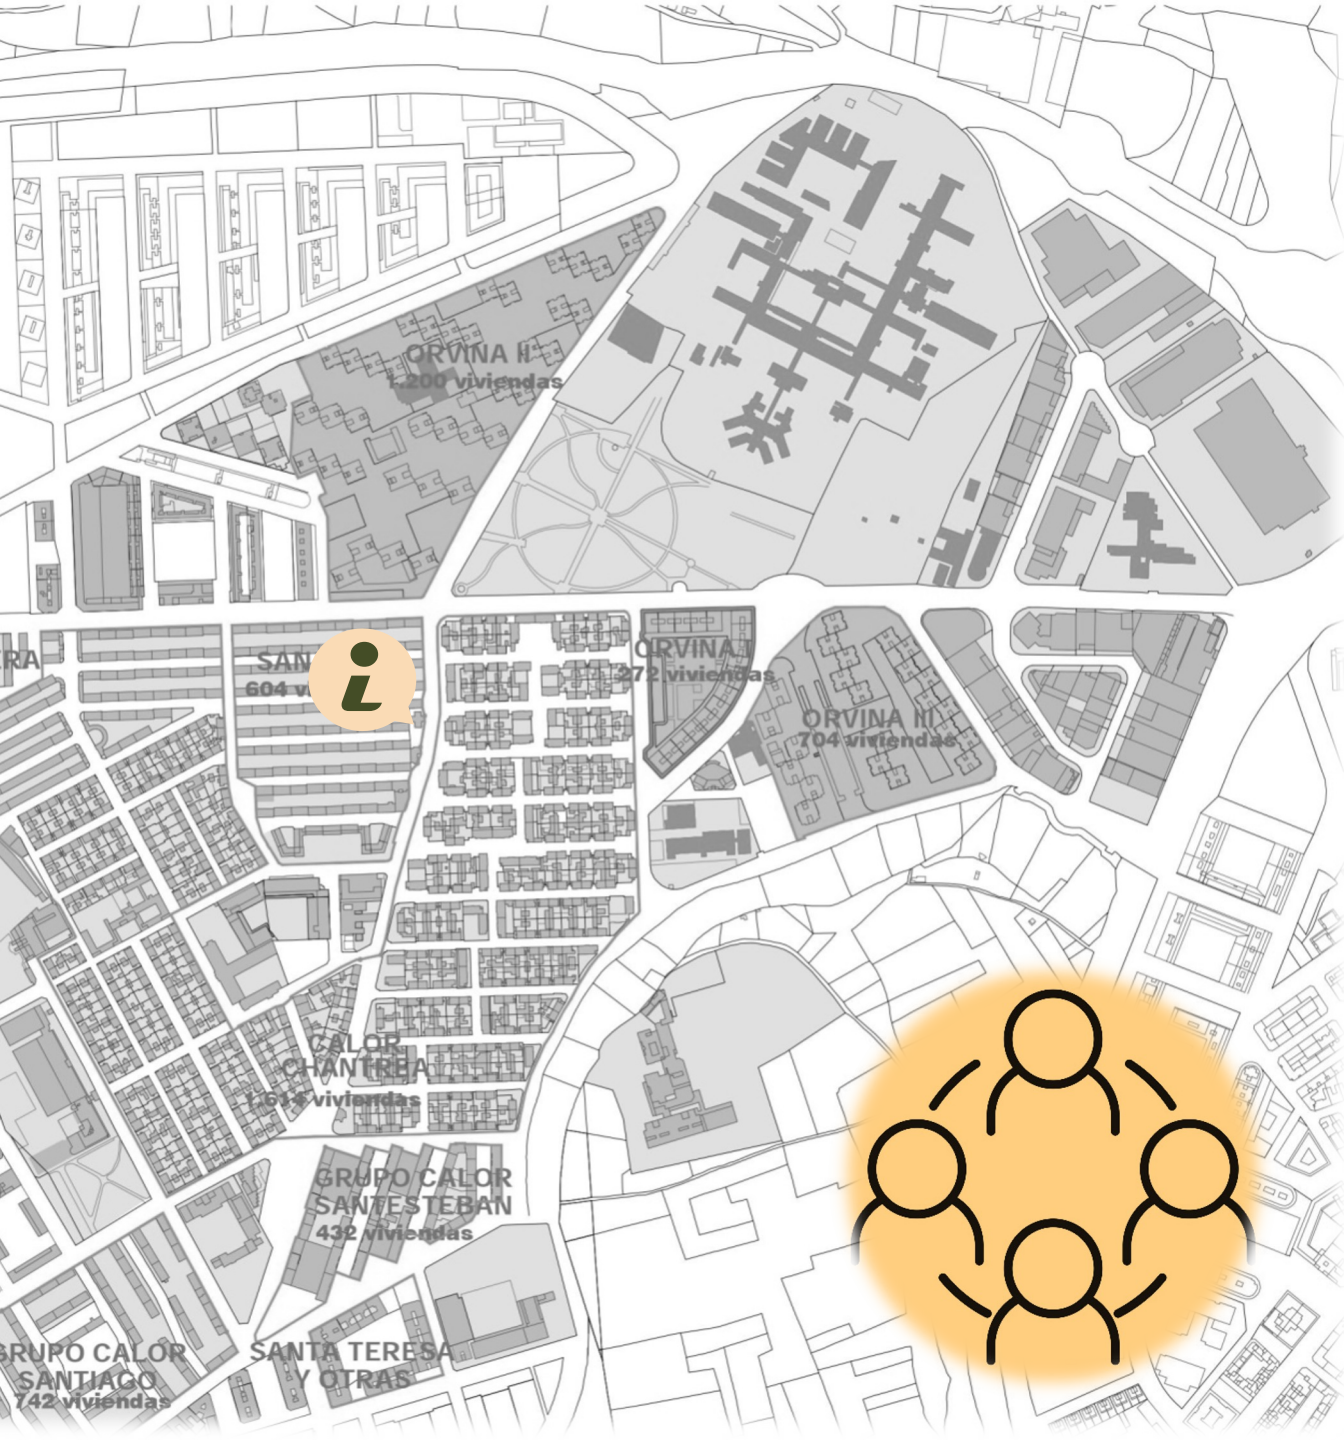 ORVINA II
1.200 viviendas
ERA
SAN
604 v
i
ORVINA I
272 viviendas
ORVINA III
704 viviendas
CALOR
CHANTREA
1.614 viviendas
GRUPO CALOR
SANTESTEBAN
432 viviendas
GRUPO CALOR
SANTIAGO
742 viviendas
SANTA TERESA
Y OTRAS